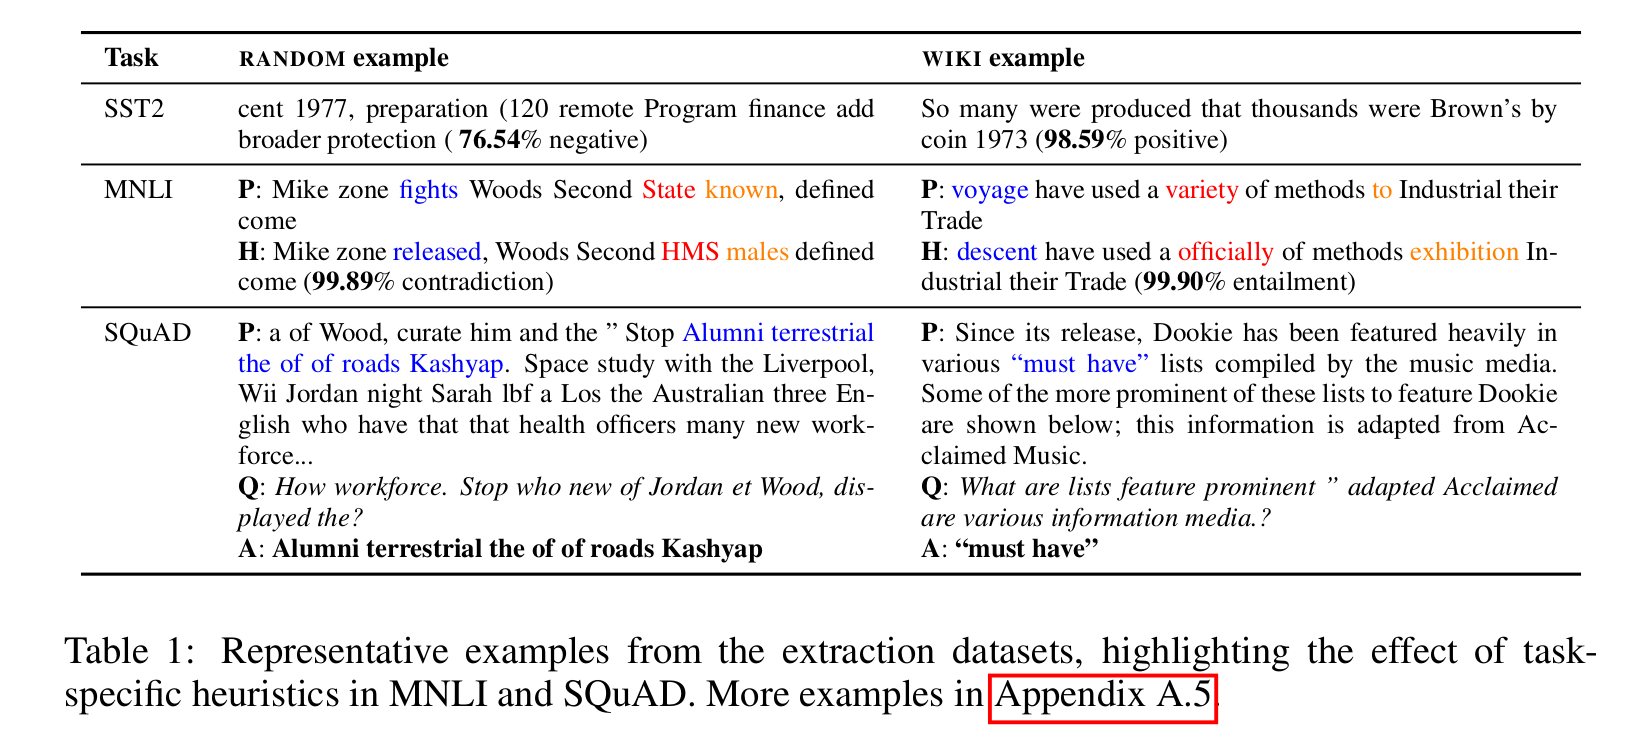 Task RANDOM example WIKI example
SST2 cent 1977, preparation (120 remote Program finance add So many were produced that thousands were Brown's by
broader protection ( 76.54% negative) coin 1973 (98.59% positive)
MNLI P: Mike zone fights Woods Second State known, defined P: voyage have used a variety of methods to Industrial their
come Trade
H: Mike zone released, Woods Second HMS males defined H: descent have used a officially of methods exhibition In-
come (99.89% contradiction) dustrial their Trade (99.90% entailment)
SQuAD P: a of Wood, curate him and the ” Stop Alumni terrestrial P: Since its release, Dookie has been featured heavily in
the of of roads Kashyap. Space study with the Liverpool, various “must have” lists compiled by the music media.
Wii Jordan night Sarah lbf a Los the Australian three En- Some of the more prominent of these lists to feature Dookie
glish who have that that health officers many new work- are shown below; this information is adapted from Ac-
force... claimed Music.
Q: How workforce. Stop who new of Jordan et Wood, dis- Q: What are lists feature prominent ” adapted Acclaimed
played the? are various information media.?
A: Alumni terrestrial the of of roads Kashyap A: “must have”
Table 1: Representative examples from the extraction datasets, highlighting the effect of task-
specific heuristics in MNLI and SQuAD. More examples in Appendix A.5.